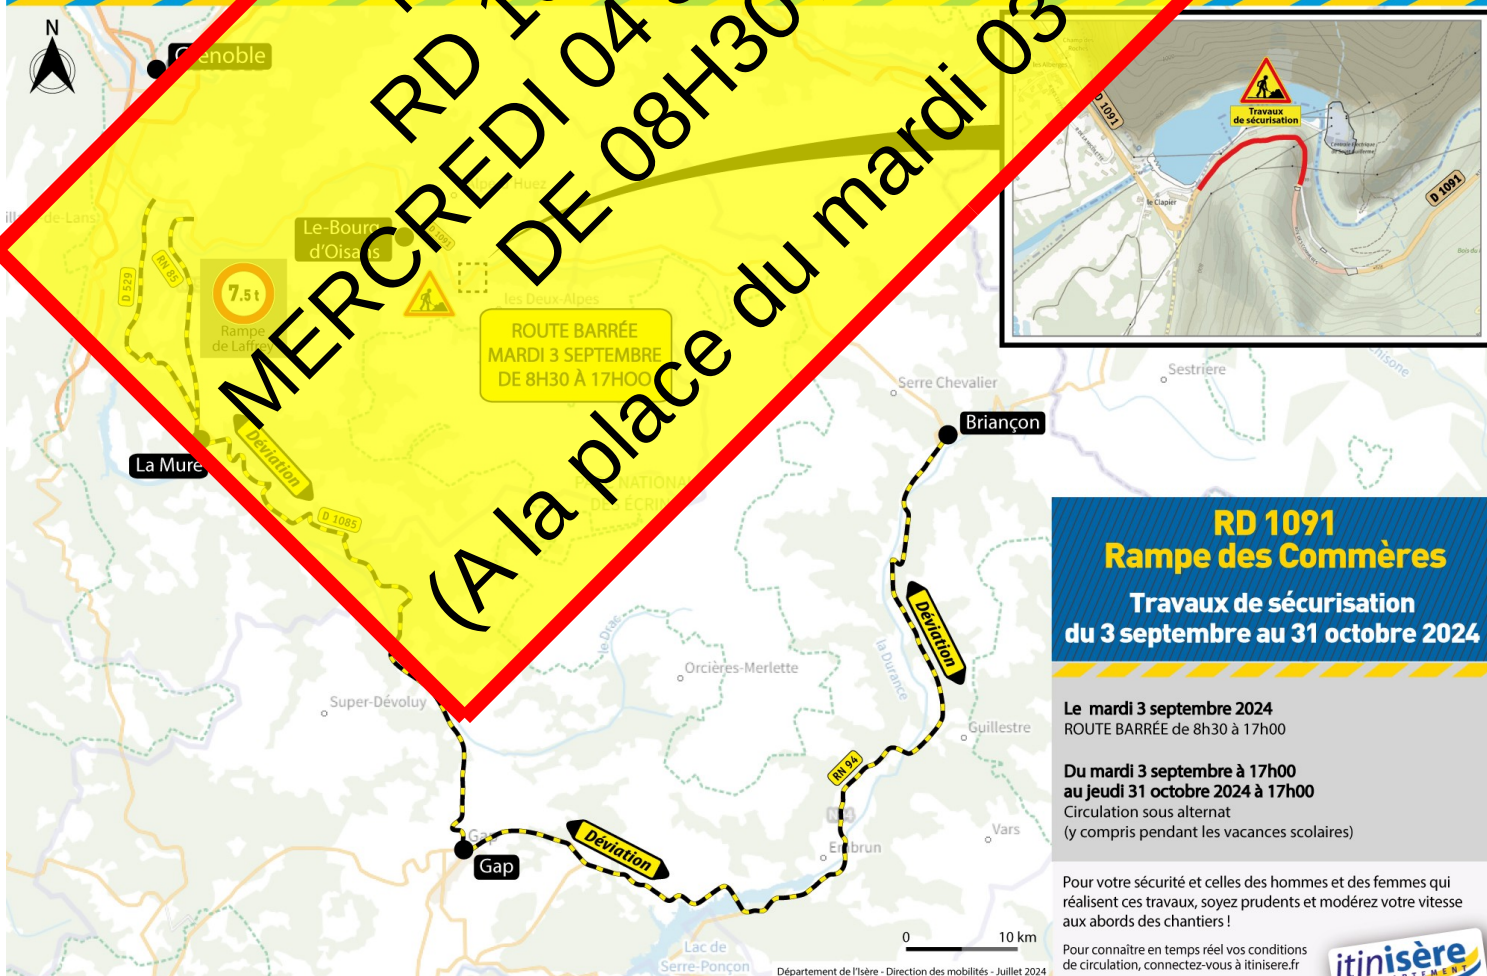 N
Grenoble
RD 1
MERCREDI 04
DE 08H30
(A la place du mardi 03
Le-Bourg
d'Oisans
D 1091
D 529
RN 85
7.5 t
Rampe
de Laffrey
les Deux-Alpes
ROUTE BARRÉE
MARDI 3 SEPTEMBRE
DE 8H30 À 17HOO
La Mure
Déviation
D 1085
Serre Chevalier
Briançon
Sestriere
Déviation
le Drac
la Durance
Orcières-Merlette
Super-Dévoluy
Guillestre
RN 94
Vars
Embrun
Gap
Gap
Déviation
Lac de
Serre-Ponçon
0 10 km
Département de l'Isère - Direction des mobilités - Juillet 2024
D 1091
Travaux
de sécurisation
le Clapier
D 1091
RD 1091
Rampe des Commères
Travaux de sécurisation
du 3 septembre au 31 octobre 2024
Le mardi 3 septembre 2024
ROUTE BARRÉE de 8h30 à 17h00
Du mardi 3 septembre à 17h00
au jeudi 31 octobre 2024 à 17h00
Circulation sous alternat
(y compris pendant les vacances scolaires)
Pour votre sécurité et celles des hommes et des femmes qui
réalisent ces travaux, soyez prudents et modérez votre vitesse
aux abords des chantiers !
Pour connaître en temps réel vos conditions
de circulation, connectez-vous à itinisere.fr
itinisère